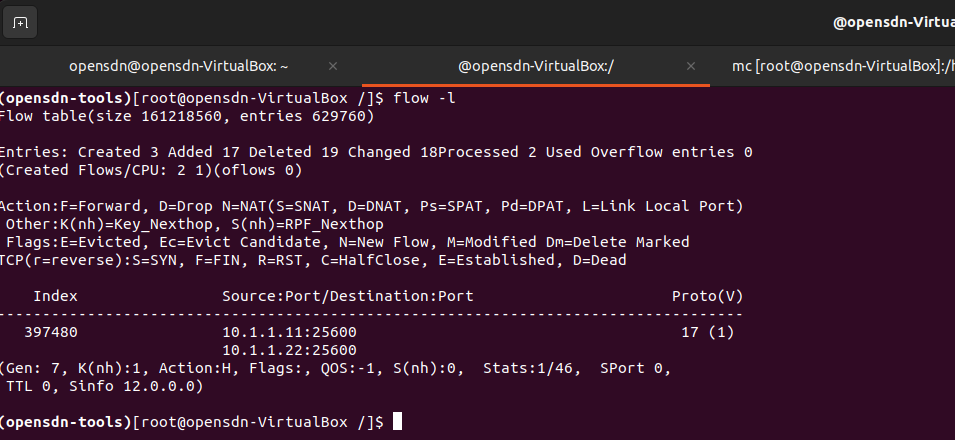 @opensdn-Virtua
opensdn@opensdn-VirtualBox: ~ × @opensdn-VirtualBox:/ × mc [root@opensdn-VirtualBox]:/h
(opensdn-tools)[root@opensdn-VirtualBox /]$ flow -l
Flow table(size 161218560, entries 629760)
Entries: Created 3 Added 17 Deleted 19 Changed 18Processed 2 Used Overflow entries 0
(Created Flows/CPU: 2 1)(oflows 0)
Action:F=Forward, D=Drop N=NAT(S=SNAT, D=DNAT, Ps=SPAT, Pd=DPAT, L=Link Local Port)
Other:K(nh)=Key_Nexthop, S(nh)=RPF_Nexthop
Flags:E=Evicted, Ec=Evict Candidate, N=New Flow, M=Modified Dm=Delete Marked
TCP(r=reverse):S=SYN, F=FIN, R=RST, C=HalfClose, E=Established, D=Dead
Index Source:Port/Destination:Port Proto(V)
-----------------------------------------------------------------------------------
397480 10.1.1.11:25600 17 (1)
10.1.1.22:25600
(Gen: 7, K(nh):1, Action:H, Flags:, QOS:-1, S(nh):0, Stats:1/46, SPort 0,
TTL 0, Sinfo 12.0.0.0)
(opensdn-tools)[root@opensdn-VirtualBox /]$